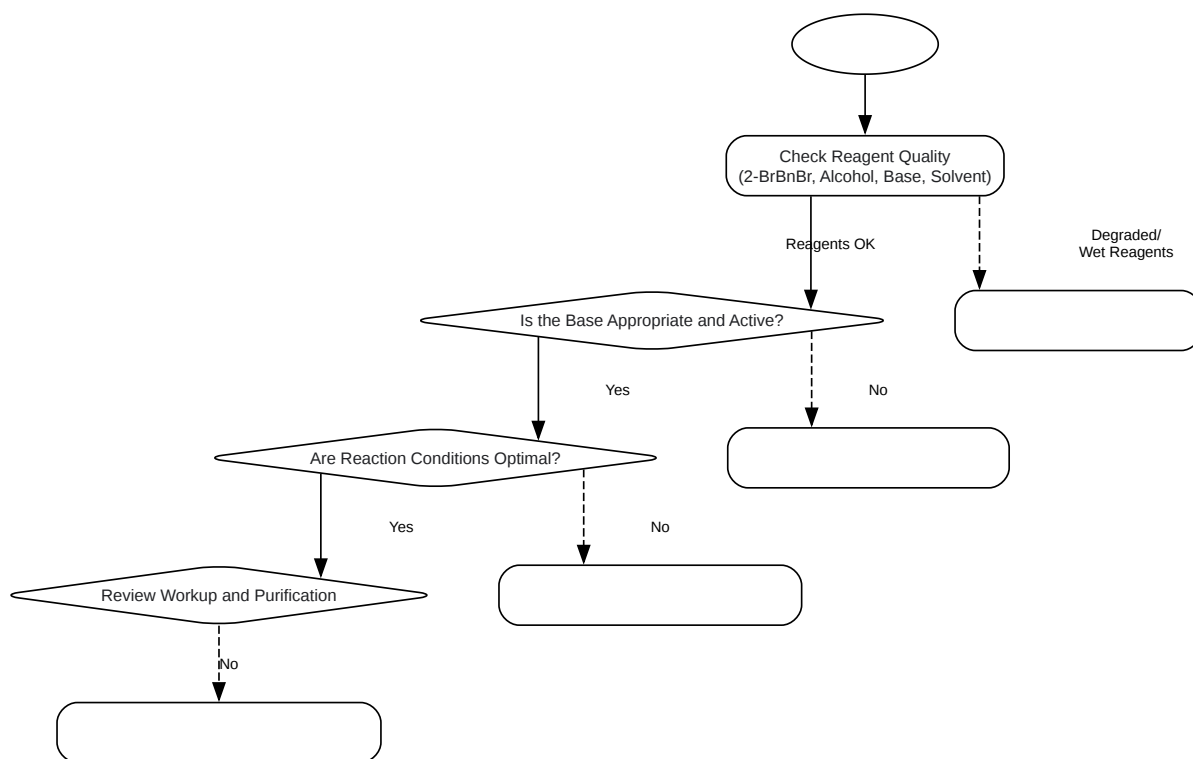 Check Reagent Quality
(2-BrBnBr, Alcohol, Base, Solvent)
Reagents OK
Degraded/
Wet Reagents
Is the Base Appropriate and Active?
Yes
No
Are Reaction Conditions Optimal?
Yes
No
Review Workup and Purification
No